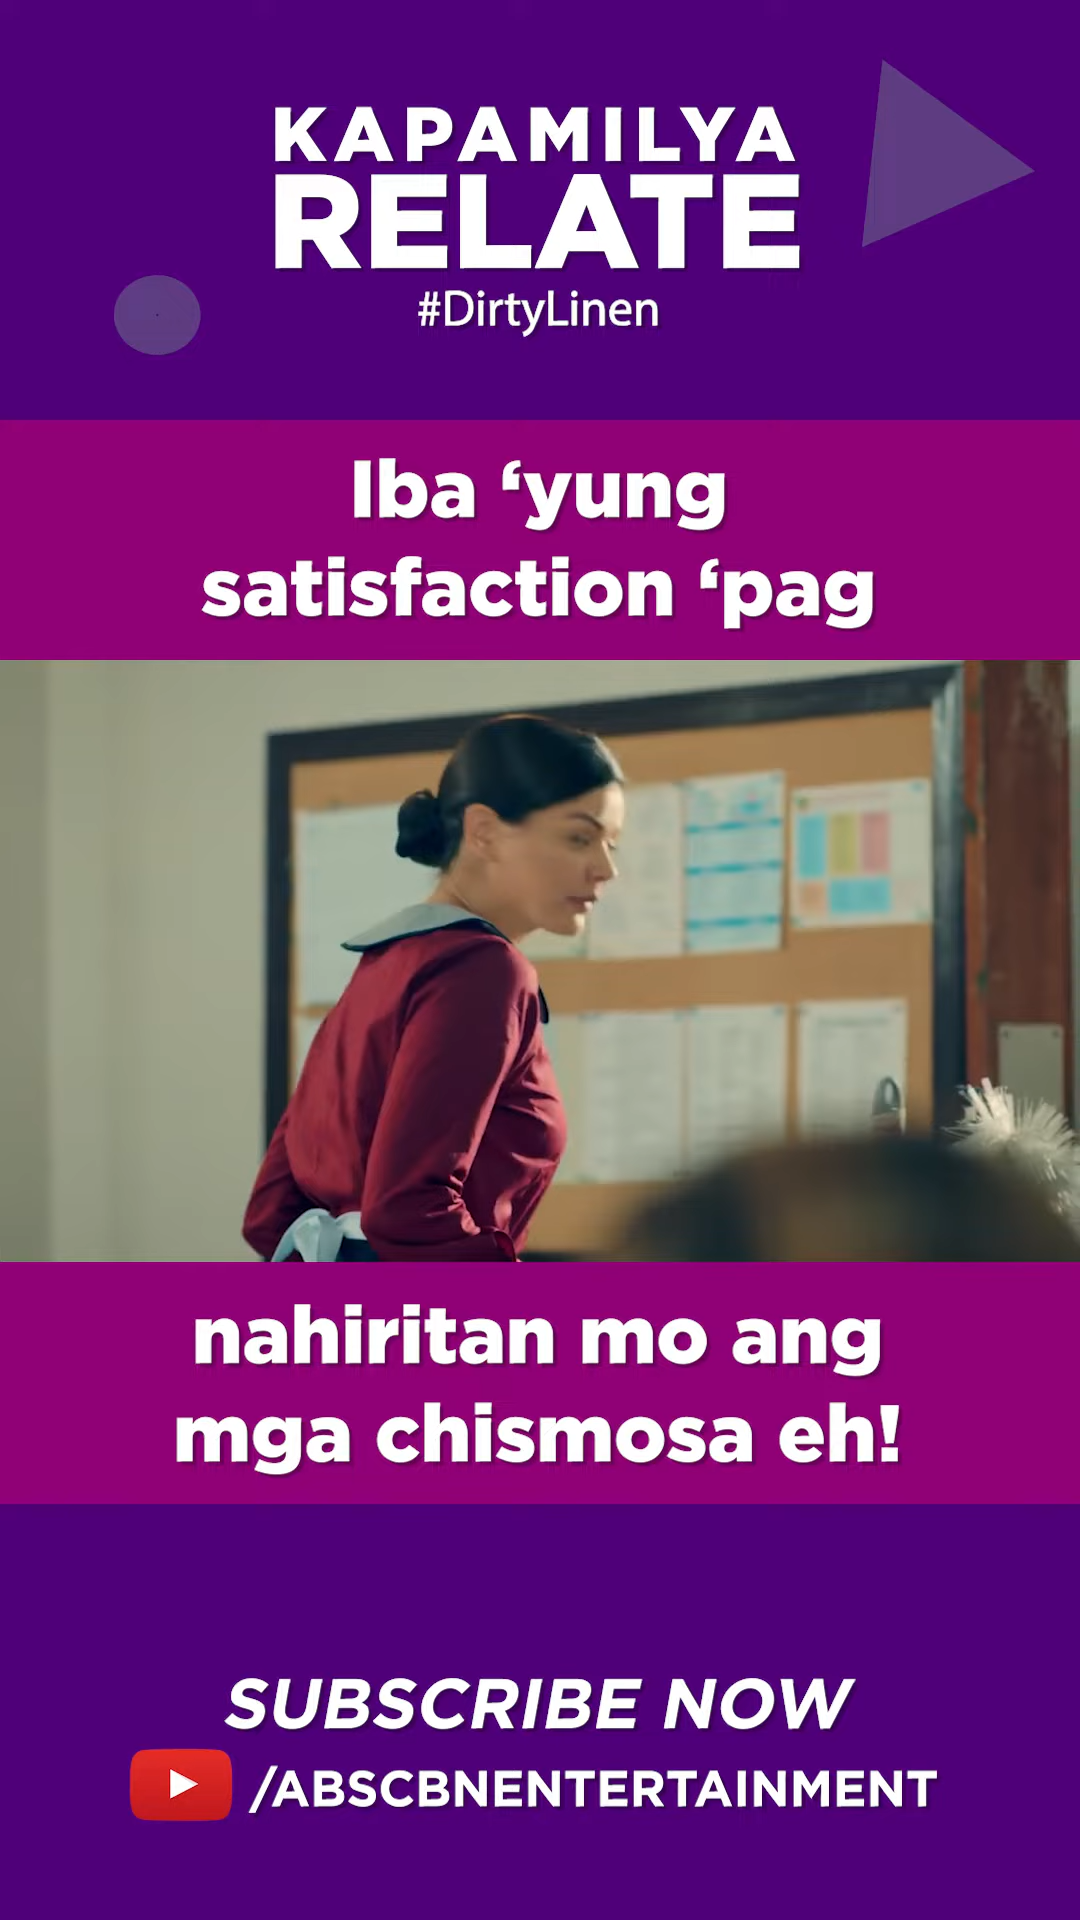 KAPAMILYA
RELATE
#DirtyLinen
Iba ‘yung
satisfaction ‘pag
nahiritan mo ang
mga chismosa eh!
SUBSCRIBE NOW
/ABSCBNENTERTAINMENT